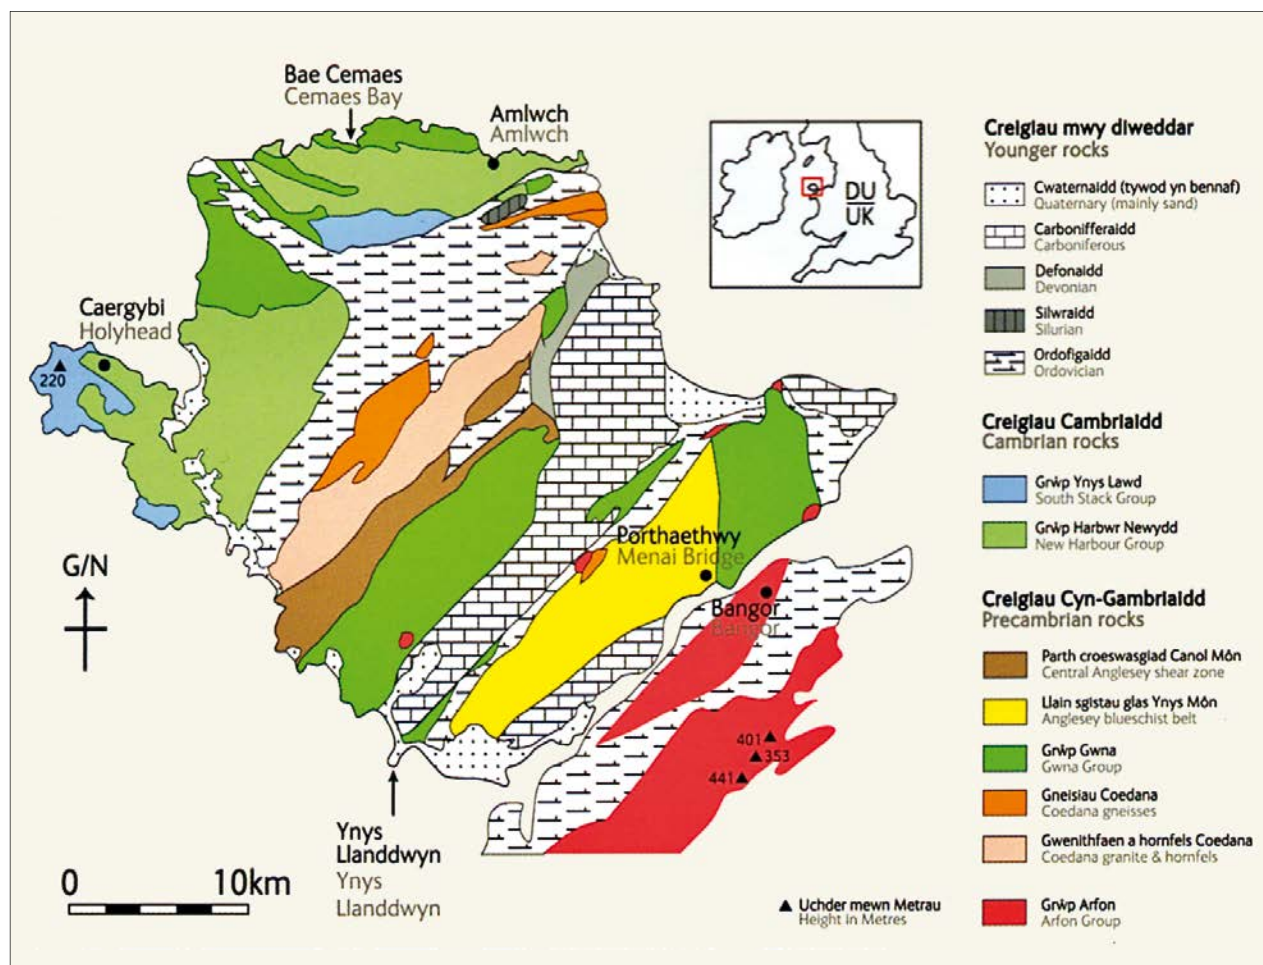 Bae Cemaes
Cemaes Bay
Amlwch
Amlwch
Caergybi
Holyhead
220
G/N
Porthaethwy
Menai Bridge
Bangor
Bangor
401
353
441
Ynys
Llanddwyn
Ynys
Llanddwyn
0 10km
DU
UK
Uchder mewn Metrau
Height in Metres
Creigiau mwy diweddar
Younger rocks
Cwaternaidd (tywod yn bennaf)
Quaternary (mainly sand)
Carbonifferaidd
Carboniferous
Defonaidd
Devonian
Silwraidd
Silurian
Ordofigaidd
Ordovician
Creigiau Cambriaidd
Cambrian rocks
Grŵp Ynys Lawd
South Stack Group
Grŵp Harbwr Newydd
New Harbour Group
Creigiau Cyn-Gambriaidd
Precambrian rocks
Parth croeswasgiad Canol Môn
Central Anglesey shear zone
Llain sgistau glas Ynys Môn
Anglesey blueschist belt
Grŵp Gwna
Gwna Group
Gneisiau Coedana
Coedana gneisses
Gwenithfaen a hornfels Coedana
Coedana granite & hornfels
Grŵp Arfon
Arfon Group